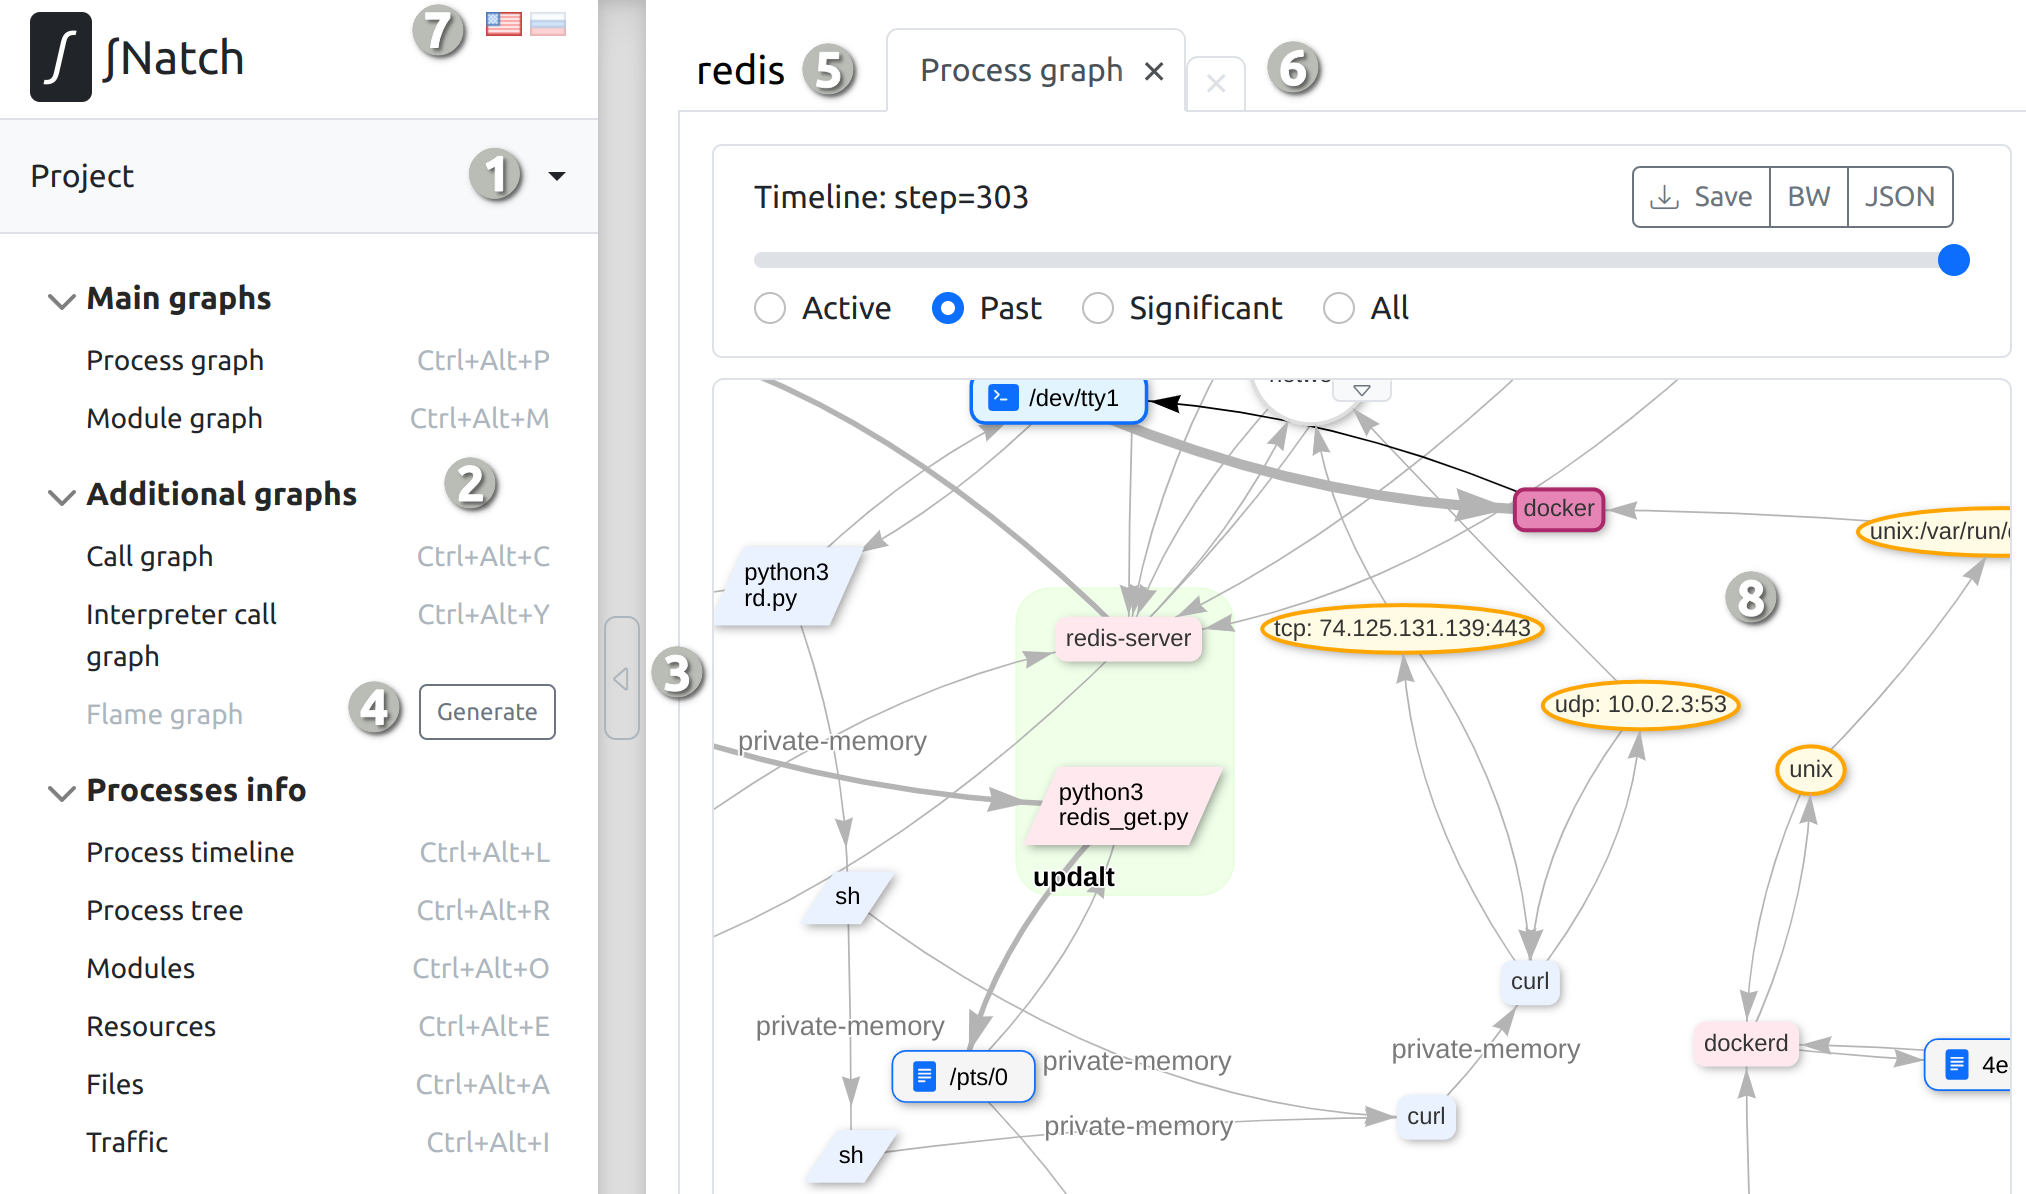 ∫
∫Natch
7
Project
1
Main graphs
Process graph Ctrl+Alt+P
Module graph Ctrl+Alt+M
Additional graphs
2
Call graph Ctrl+Alt+C
Interpreter call
graph
Ctrl+Alt+Y
Flame graph
4
Generate
Processes info
Process timeline Ctrl+Alt+L
Process tree Ctrl+Alt+R
Modules Ctrl+Alt+O
Resources Ctrl+Alt+E
Files Ctrl+Alt+A
Traffic Ctrl+Alt+I
3
redis
5
Process graph
6
Timeline: step=303
Save BW JSON
Active Past Significant All
/dev/tty1
docker
unix:/var/run/
8
python3
rd.py
redis-server
tcp: 74.125.131.139:443
udp: 10.0.2.3:53
private-memory
unix
python3
redis_get.py
updalt
sh
curl
private-memory
private-memory
private-memory
dockerd
/pts/0
4e
curl
private-memory
sh